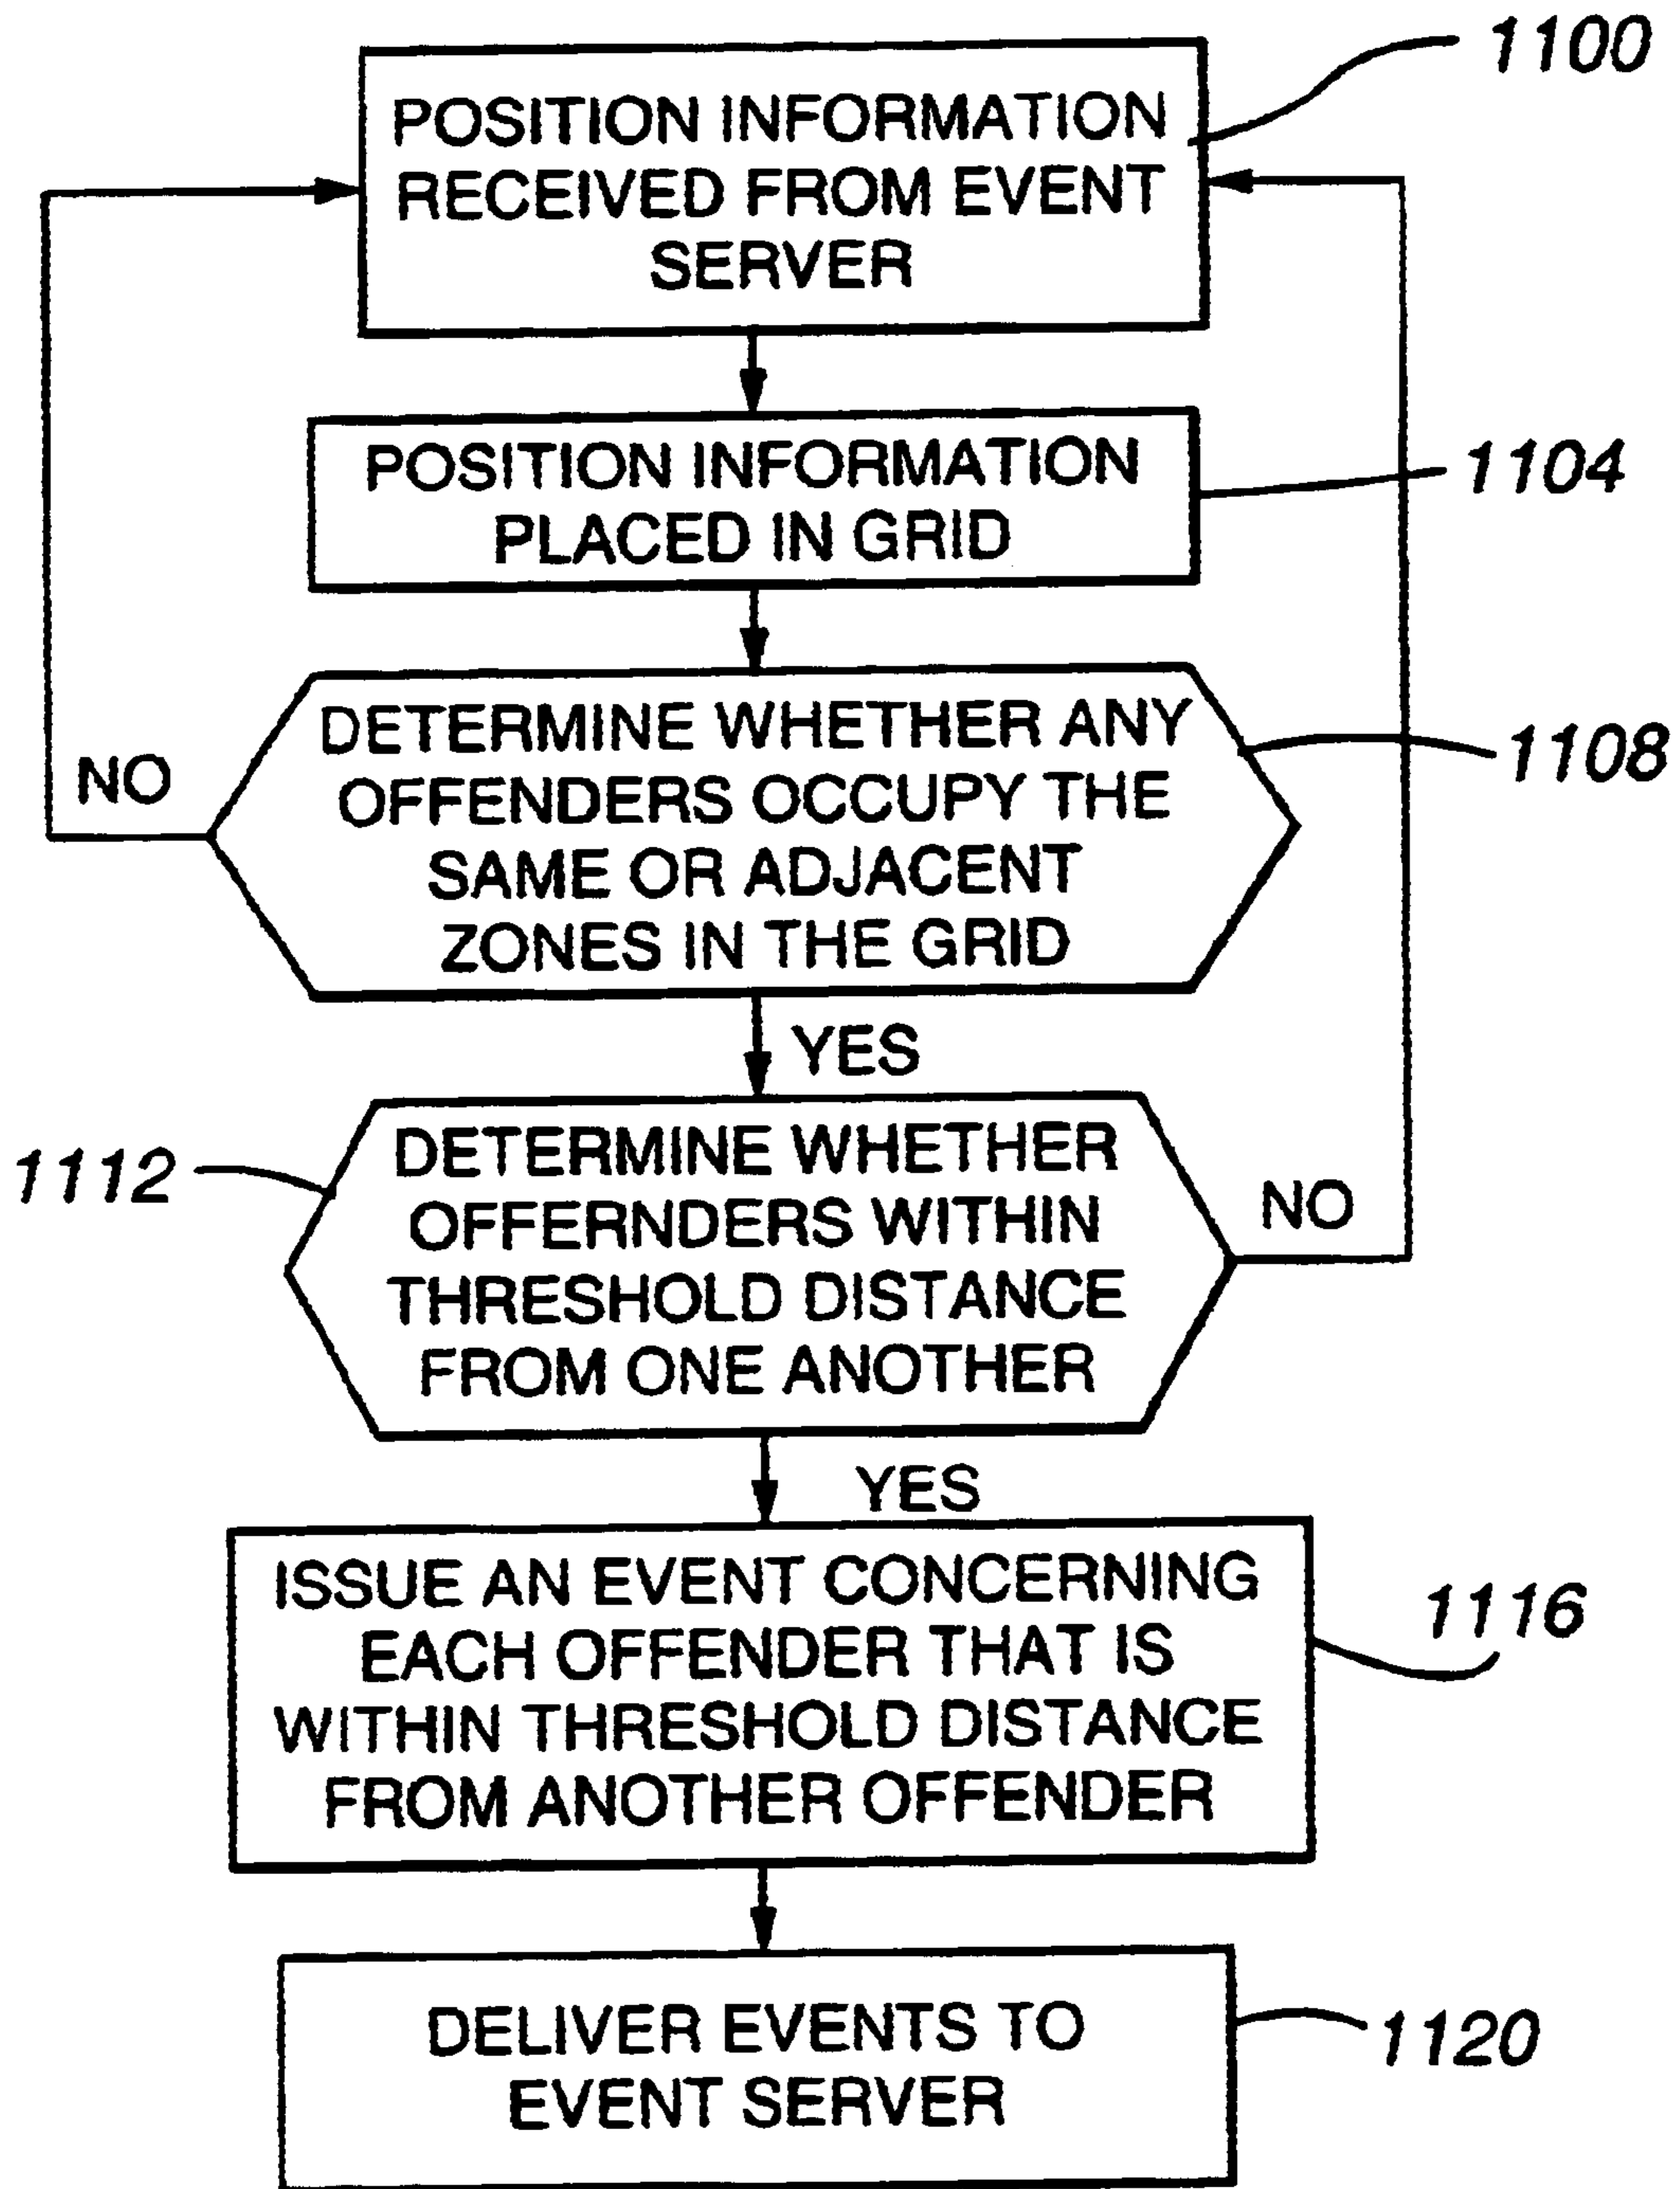 1100
POSITION INFORMATION
RECEIVED FROM EVENT
SERVER
POSITION INFORMATION
PLACED IN GRID
1104
DETERMINE WHETHER ANY
OFFENDERS OCCUPY THE
SAME OR ADJACENT
ZONES IN THE GRID
1108
NO
YES
1112
DETERMINE WHETHER
OFFERNDERS WITHIN
THRESHOLD DISTANCE
FROM ONE ANOTHER
NO
YES
ISSUE AN EVENT CONCERNING
EACH OFFENDER THAT IS
WITHIN THRESHOLD DISTANCE
FROM ANOTHER OFFENDER
1116
DELIVER EVENTS TO
EVENT SERVER
1120